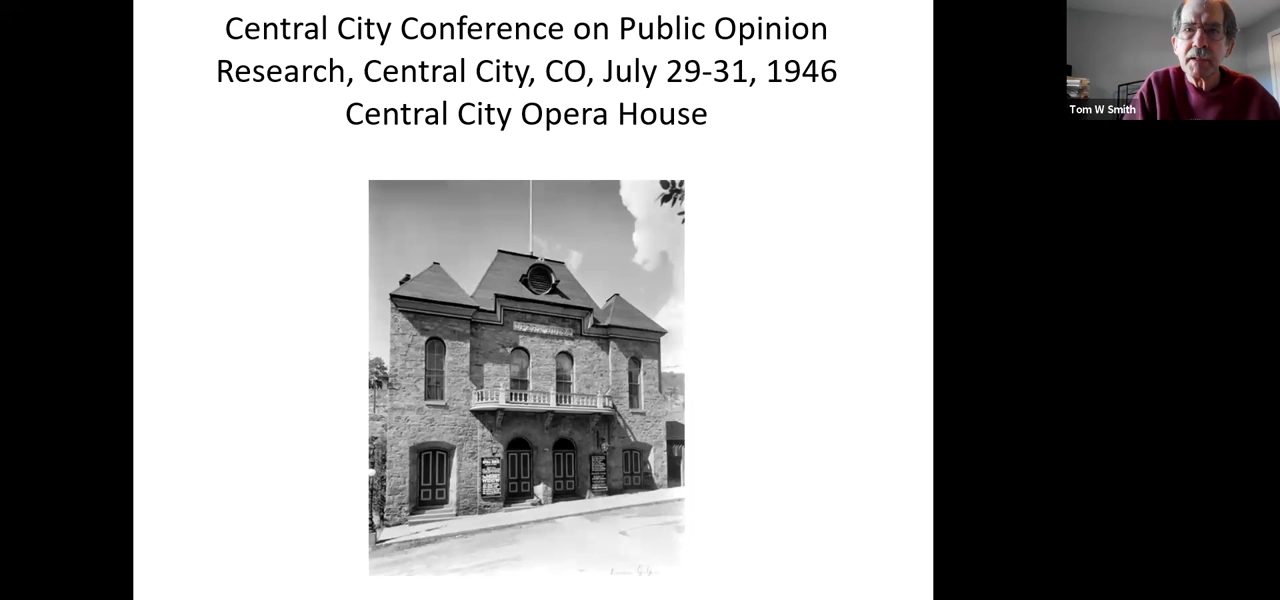 Central City Conference on Public Opinion
Research, Central City, CO, July 29-31, 1946
Central City Opera House
Tom W Smith